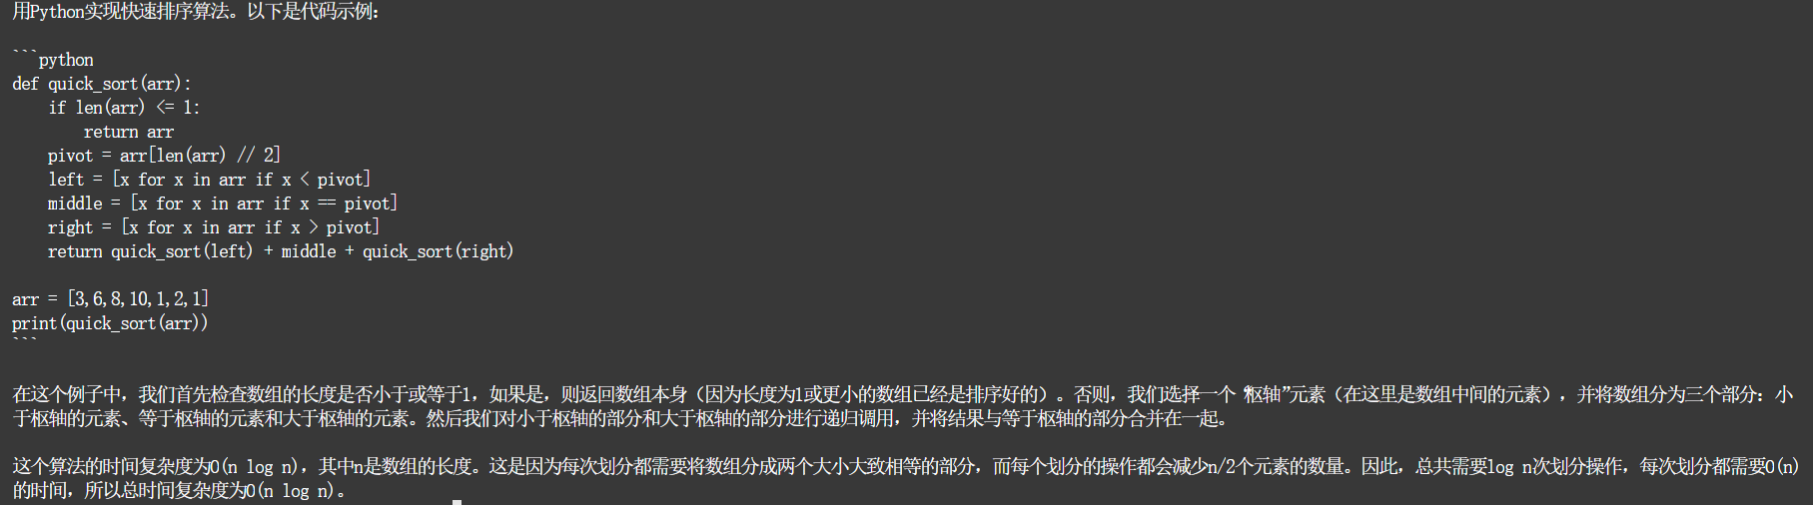 用Python实现快速排序算法。以下是代码示例：
```python
def quick_sort(arr):
    if len(arr) <= 1:
        return arr
    pivot = arr[len(arr) // 2]
    left = [x for x in arr if x < pivot]
    middle = [x for x in arr if x == pivot]
    right = [x for x in arr if x > pivot]
    return quick_sort(left) + middle + quick_sort(right)
arr = [3,6,8,10,1,2,1]
print(quick_sort(arr))
```
在这个例子中，我们首先检查数组的长度是否小于或等于1，如果是，则返回数组本身（因为长度为1或更小的数组已经是排序好的）。否则，我们选择一个“枢轴”元素（在这里是数组中间的元素），并将数组分为三个部分：小
于枢轴的元素、等于枢轴的元素和大于枢轴的元素。然后我们对小于枢轴的部分和大于枢轴的部分进行递归调用，并将结果与等于枢轴的部分合并在一起。
这个算法的时间复杂度为O(n log n)，其中n是数组的长度。这是因为每次划分都需要将数组分成两个大小大致相等的部分，而每个划分的操作都会减少n/2个元素的数量。因此，总共需要log n次划分操作，每次划分都需要O(n)
的时间，所以总时间复杂度为O(n log n)。